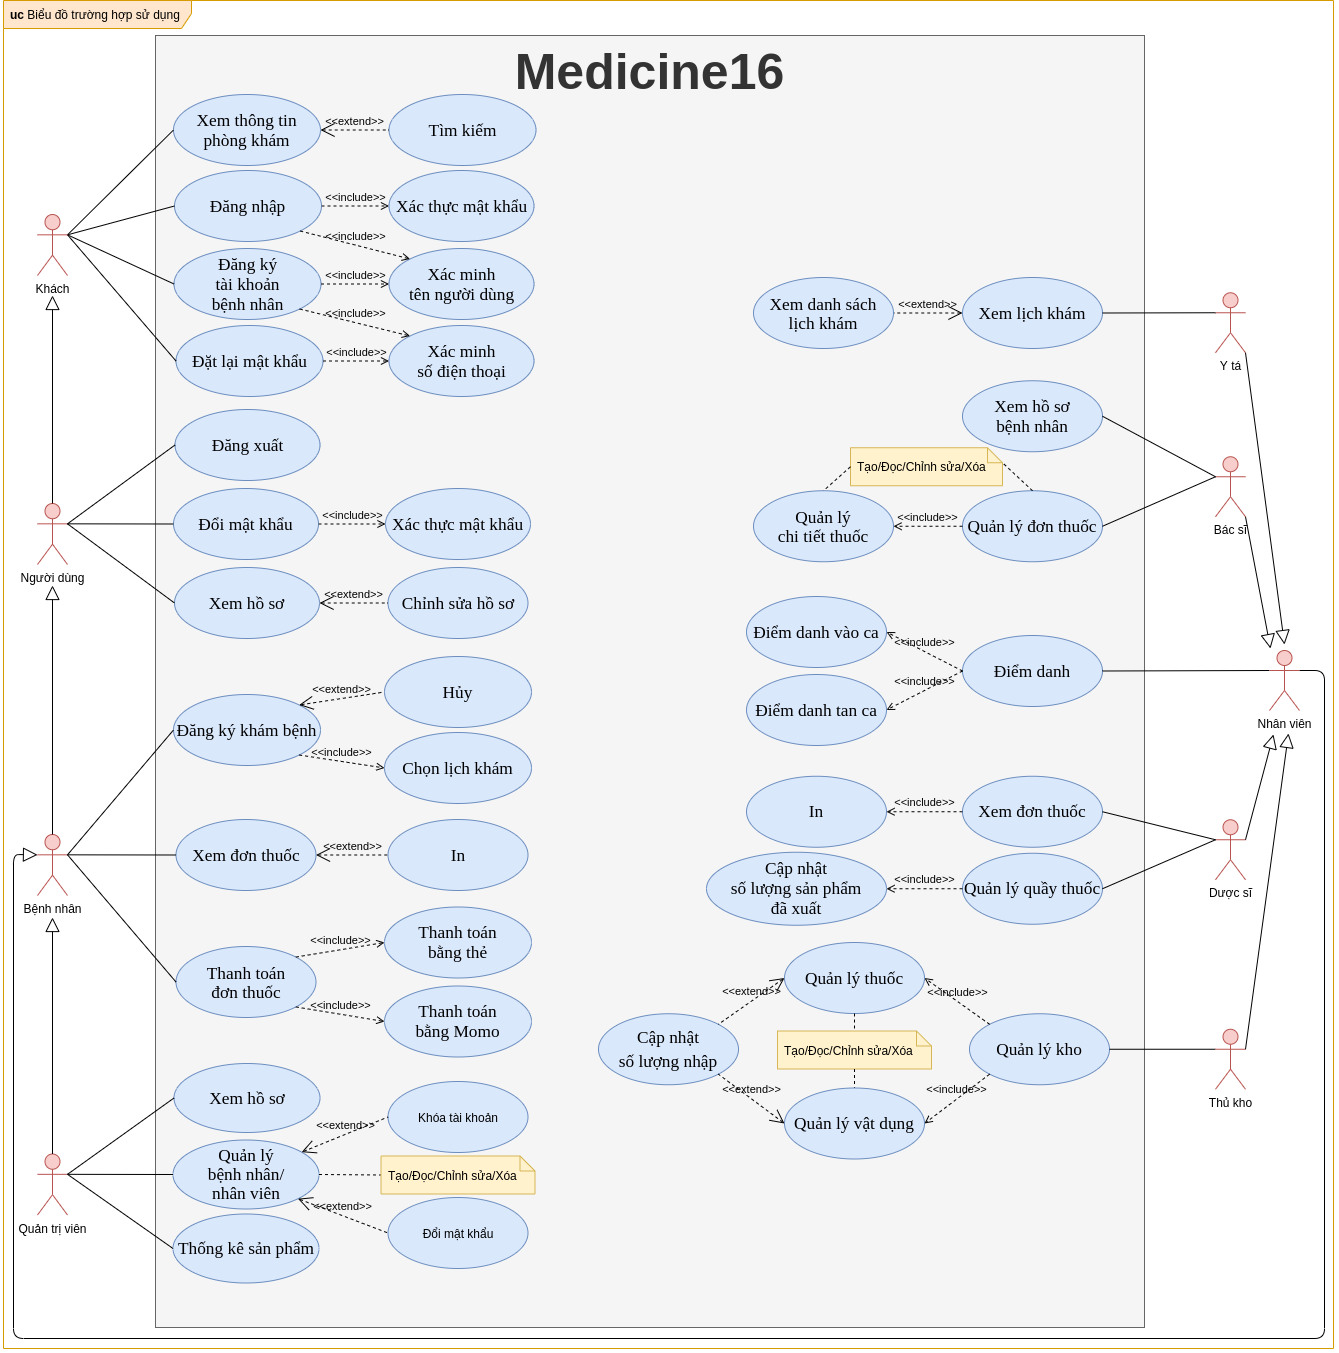 uc Biểu đồ trường hợp sử dụng
Medicine16
Xem thông tin
phòng khám
<<extend>>
Tìm kiếm
Đăng nhập
<<include>>
Xác thực mật khẩu
<<include>>
Khách
Đăng ký
tài khoản
bệnh nhân
<<include>>
Xác minh
tên người dùng
<<include>>
Đặt lại mật khẩu
<<include>>
Xác minh
số điện thoại
Đăng xuất
Đổi mật khẩu
<<include>>
Xác thực mật khẩu
Người dùng
Xem hồ sơ
<<extend>>
Chỉnh sửa hồ sơ
Đăng ký khám bệnh
<<extend>>
Hủy
<<include>>
Chọn lịch khám
Xem đơn thuốc
<<extend>>
In
Bệnh nhân
Thanh toán
đơn thuốc
<<include>>
Thanh toán
bằng thẻ
<<include>>
Thanh toán
bằng Momo
Xem hồ sơ
Quản lý
bệnh nhân/
nhân viên
<<extend>>
Khóa tài khoản
Tạo/Đọc/Chỉnh sửa/Xóa
<<extend>>
Đổi mật khẩu
Quản trị viên
Thống kê sản phẩm
Xem danh sách
lịch khám
<<extend>>
Xem lịch khám
Y tá
Xem hồ sơ
bệnh nhân
Tạo/Đọc/Chỉnh sửa/Xóa
Quản lý
chi tiết thuốc
<<include>>
Quản lý đơn thuốc
Bác sĩ
Điểm danh vào ca
<<include>>
Điểm danh
<<include>>
Điểm danh tan ca
Nhân viên
In
<<include>>
Xem đơn thuốc
Cập nhật
số lượng sản phẩm
đã xuất
<<include>>
Quản lý quầy thuốc
Dược sĩ
Quản lý thuốc
<<extend>>
<<include>>
Cập nhật
số lượng nhập
Tạo/Đọc/Chỉnh sửa/Xóa
Quản lý kho
<<extend>>
<<include>>
Quản lý vật dụng
Thủ kho